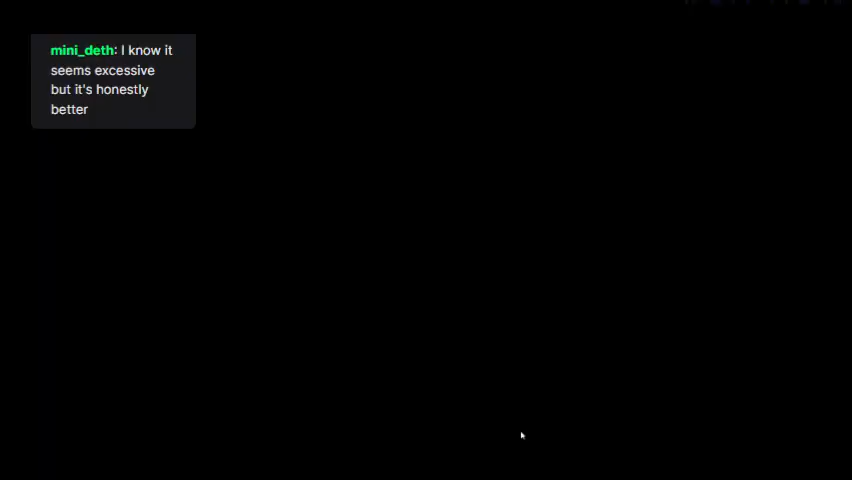 mini_deth: I know it
seems excessive
but it's honestly
better